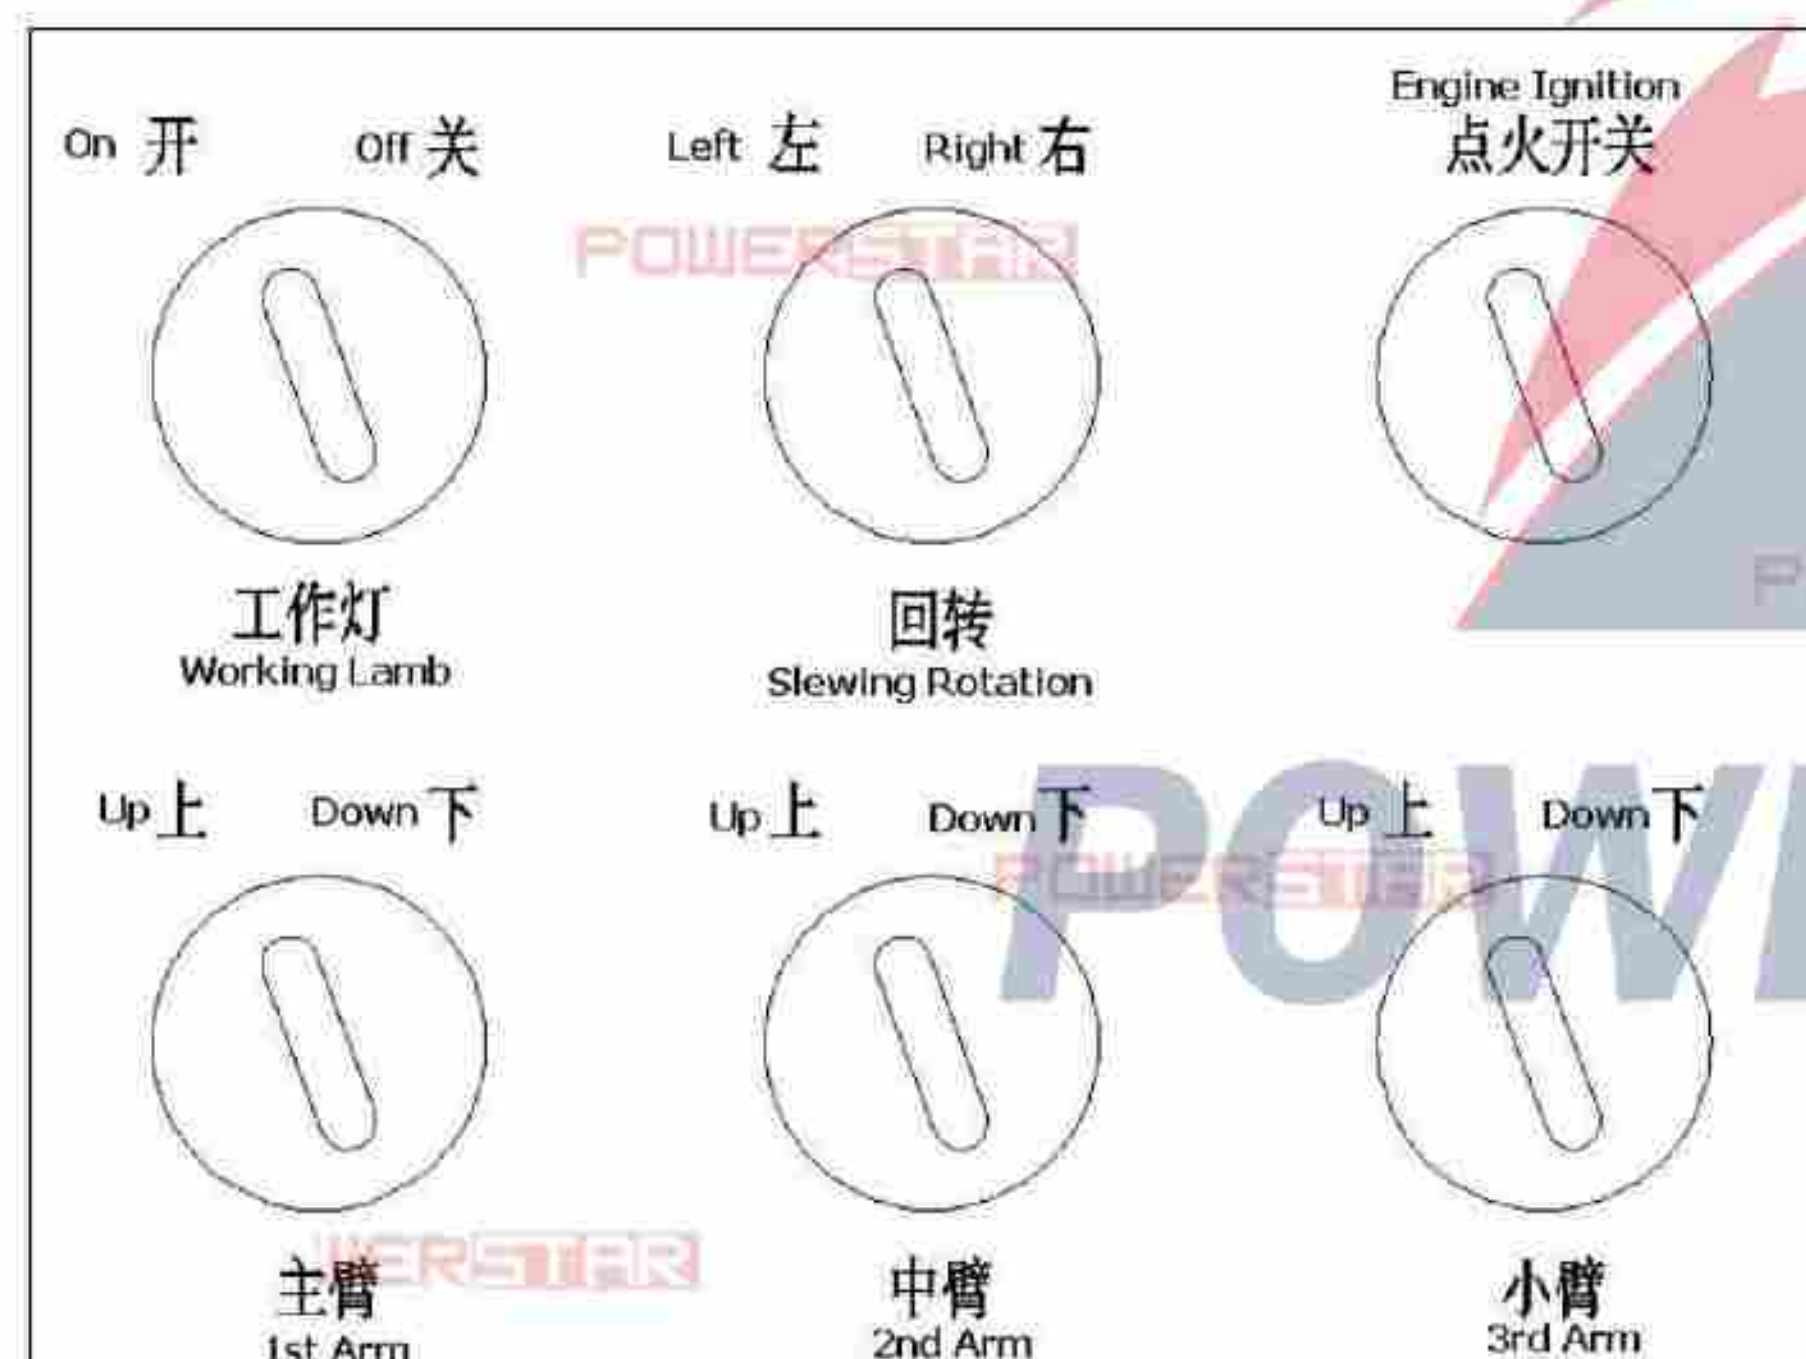 Engine Ignition
On 开 Off 关 Left 左 Right 右 点火开关
POWERSTAR
工作灯 回转
Working Lamb Slewing Rotation
Up 上 Down 下 Up 上 Down 下 Up 上 Down 下
POWERSTAR
WERSTAR
主臂 中臂 小臂
1st Arm 2nd Arm 3rd Arm